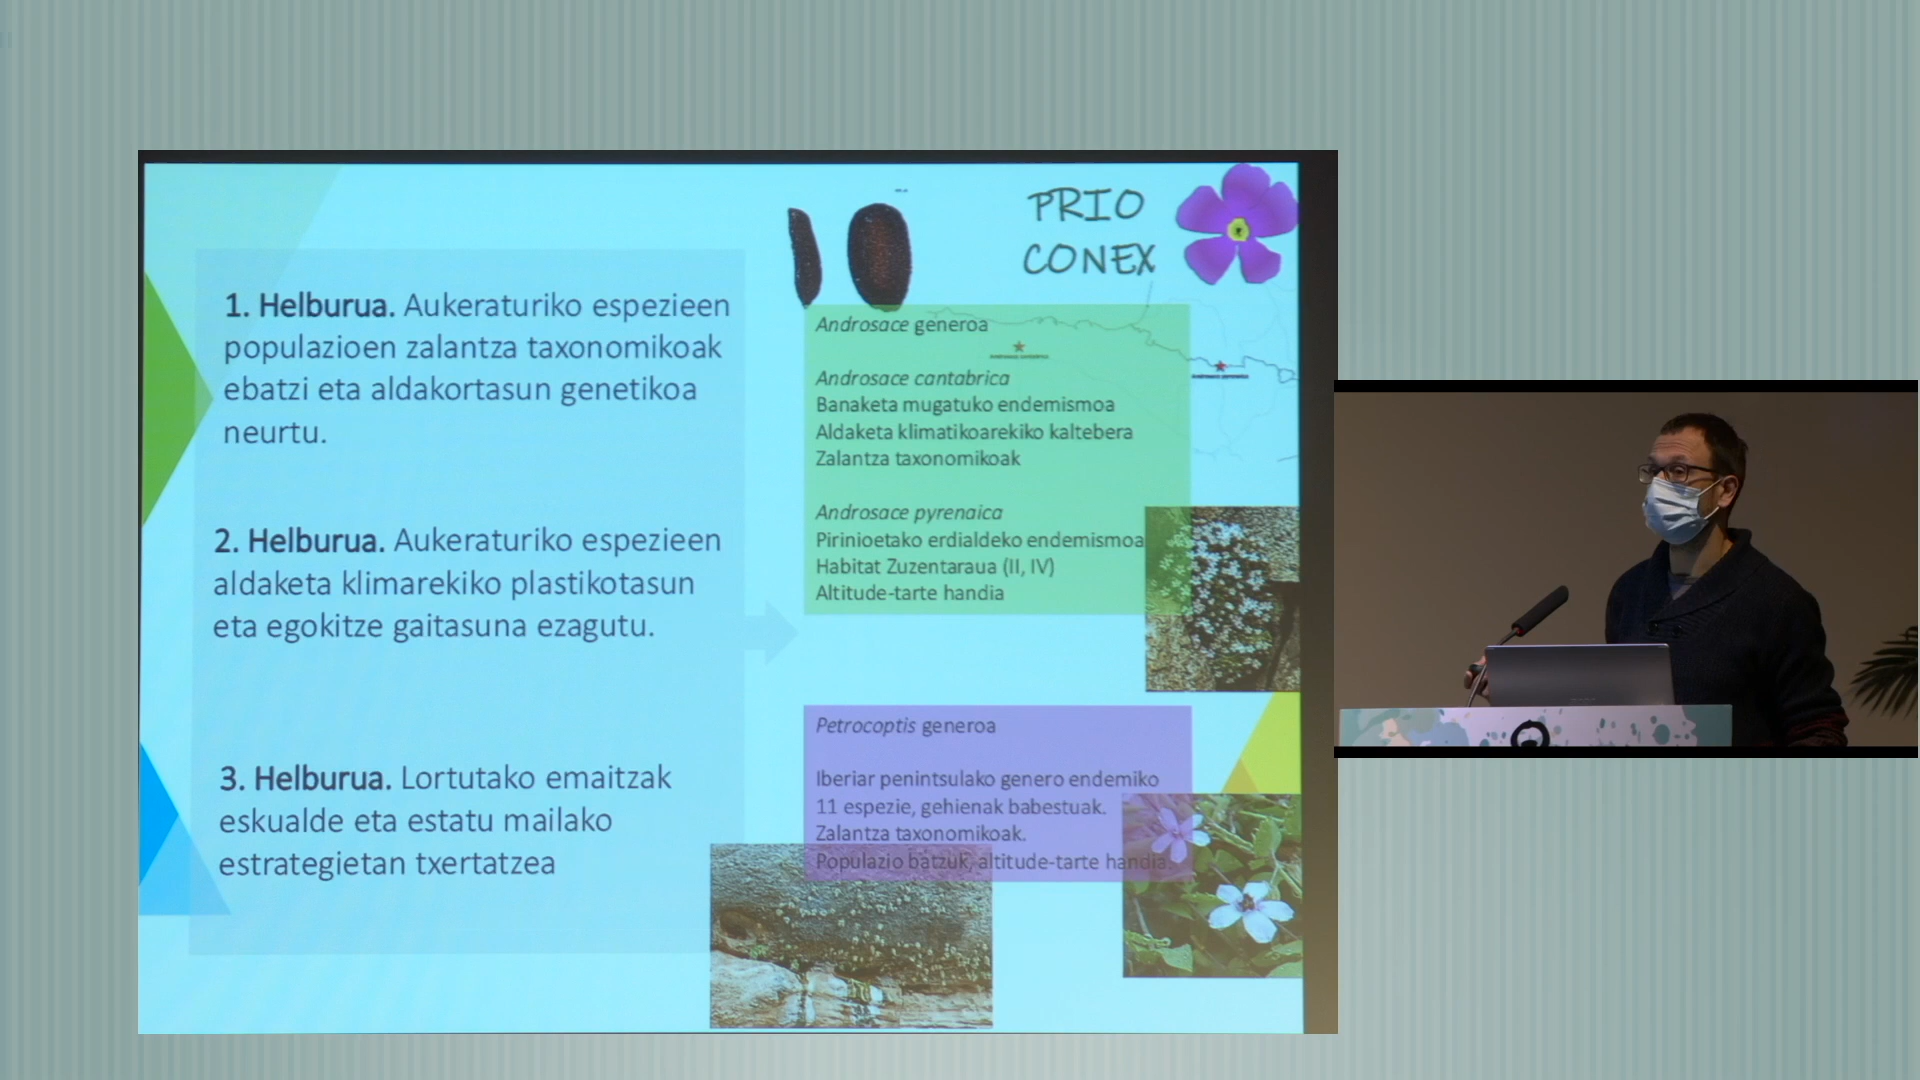 PRIO
CONEX
1. Helburua. Aukeraturiko espezieen
populazioen zalantza taxonomikoak
ebatzi eta aldakortasun genetikoa
neurtu.
2. Helburua. Aukeraturiko espezieen
aldaketa klimarekiko plastikotasun
eta egokitze gaitasuna ezagutu.
3. Helburua. Lortutako emaitzak
eskualde eta estatu mailako
estrategietan txertatzea
Androsace generoa
Androsace cantabrica
Banaketa mugatuko endemismoa
Aldaketa klimatikoarekiko kaltebera
Zalantza taxonomikoak
Androsace pyrenaica
Pirinioetako erdialdeko endemismoa
Habitat Zuzentaraua (II, IV)
Altitude-tarte handia
Androsace cantabrica
Androsace pyrenaica
Petrocoptis generoa
Iberiar penintsulako genero endemiko
11 espezie, gehienak babestuak.
Zalantza taxonomikoak.
Populazio batzuk, altitude-tarte handia.